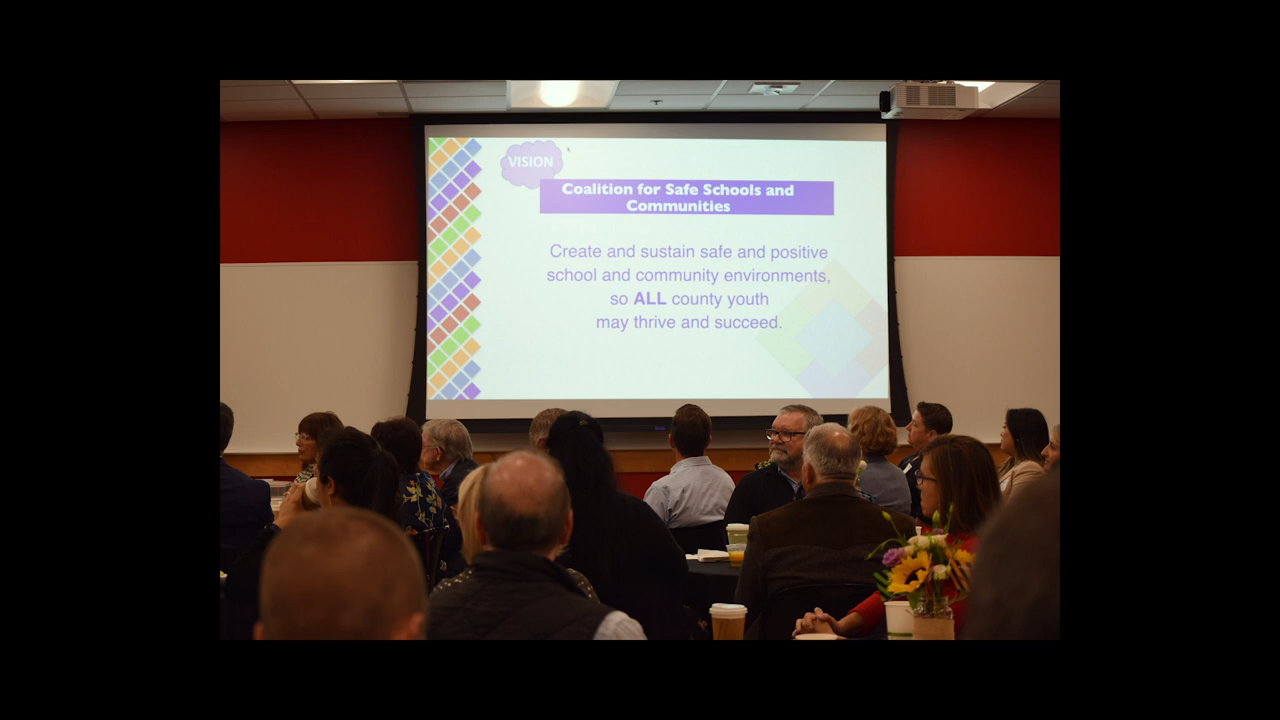 VISION
Coalition for Safe Schools and
Communities
Create and sustain safe and positive
school and community environments,
so ALL county youth
may thrive and succeed.